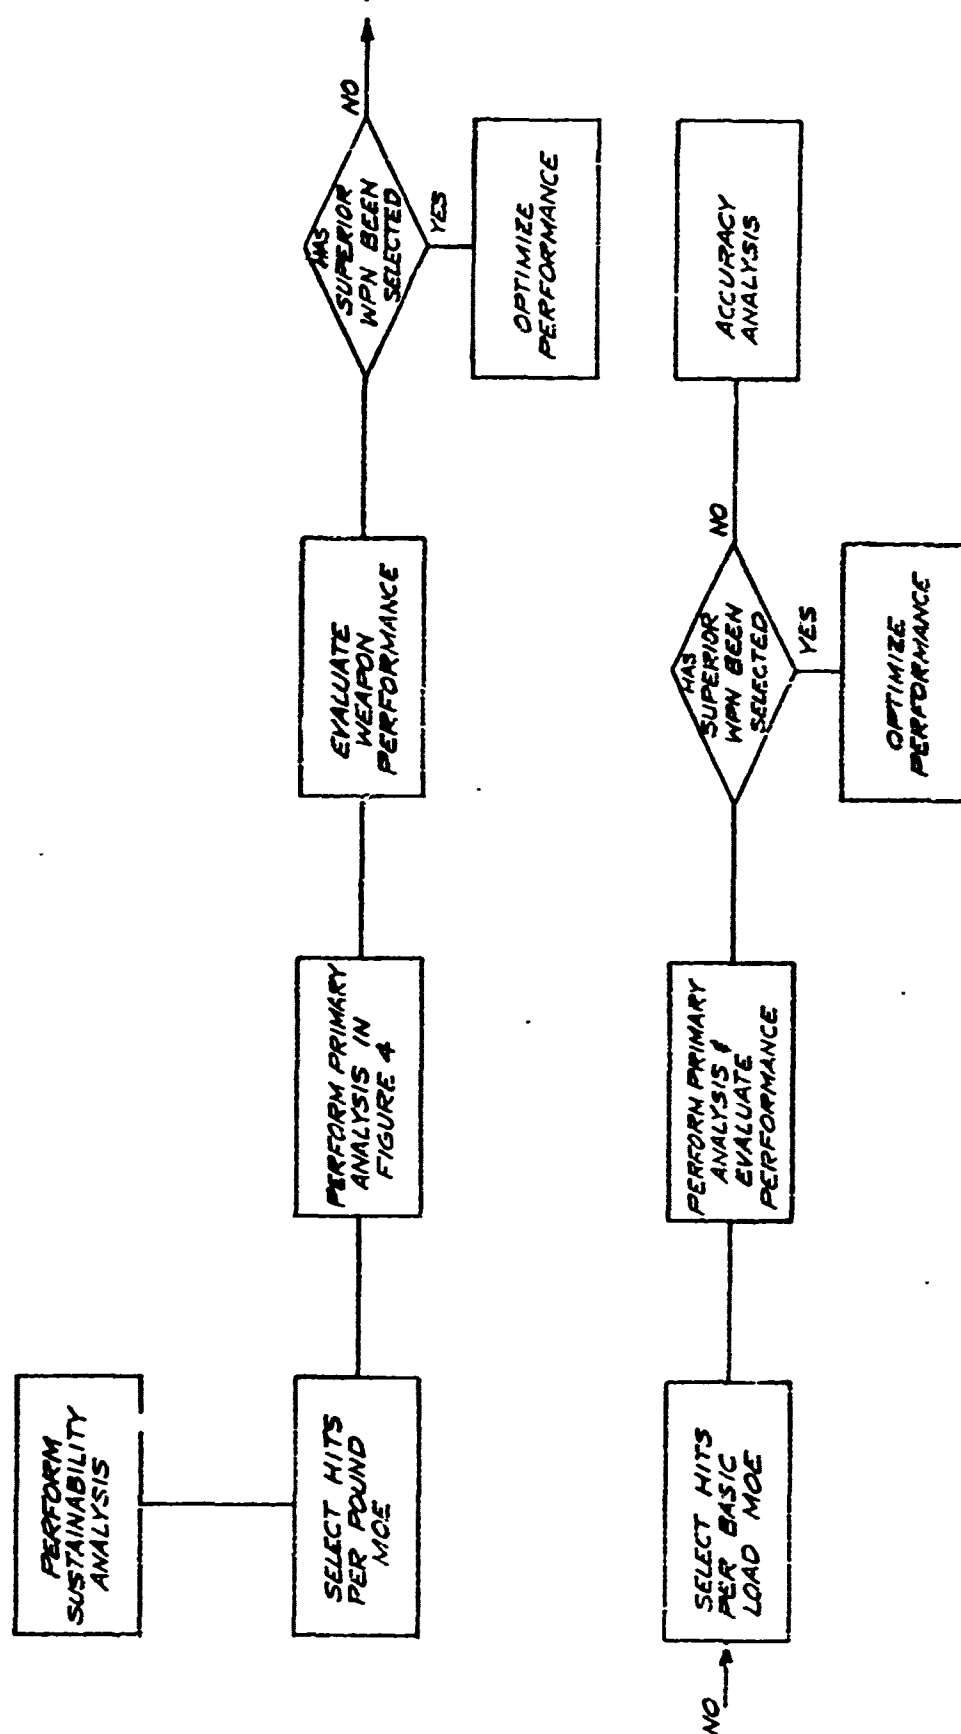 PERFORM
SUSTAINABILITY
ANALYSIS
SELECT HITS
PER POUND
MOE
PERFORM PRIMARY
ANALYSIS IN
FIGURE 4
EVALUATE
WEAPON
PERFORMANCE
HAS
SUPERIOR
WPN BEEN
SELECTED
NO
YES
OPTIMIZE
PERFORMANCE
NO
SELECT HITS
PER BASIC
LOAD MOE
PERFORM PRIMARY
ANALYSIS &
EVALUATE
PERFORMANCE
HAS
SUPERIOR
WPN BEEN
SELECTED
NO
YES
OPTIMIZE
PERFORMANCE
ACCURACY
ANALYSIS